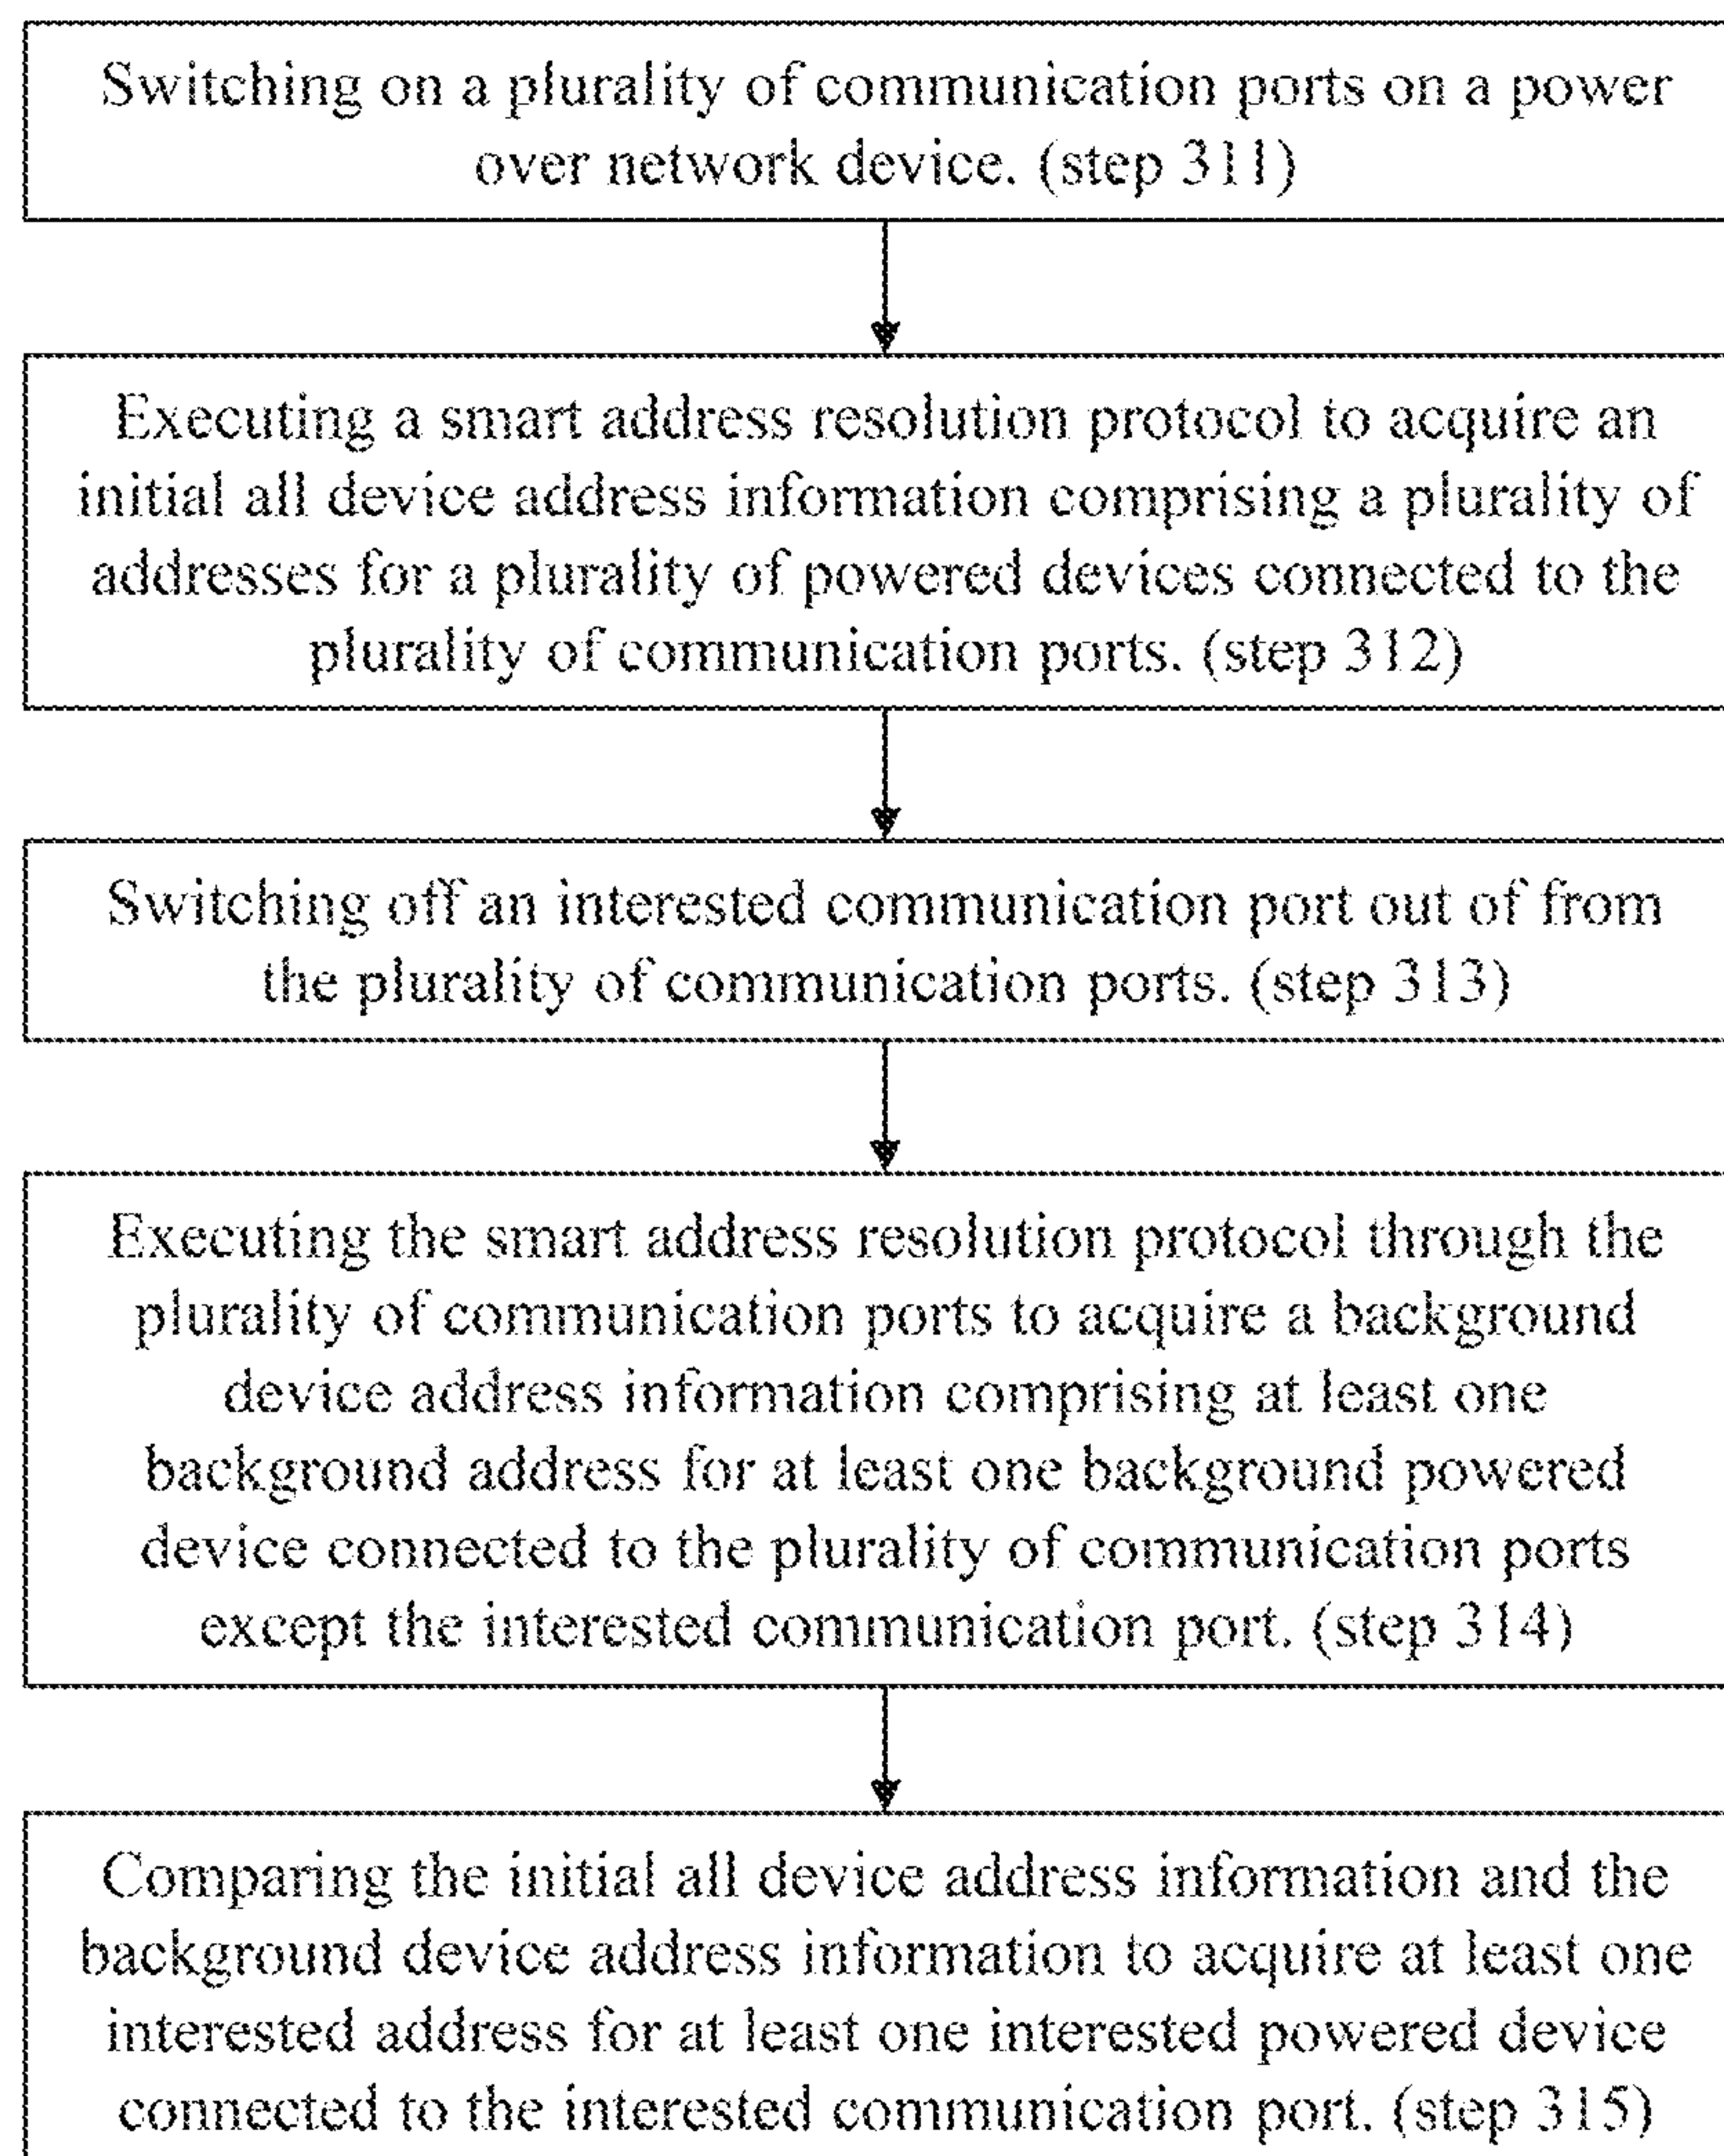 Switching on a plurality of communication ports on a power
over network device. (step 311)
Executing a smart address resolution protocol to acquire an
initial all device address information comprising a plurality of
addresses for a plurality of powered devices connected to the
plurality of communication ports. (step 312)
Switching off an interested communication port out of from
the plurality of communication ports. (step 313)
Executing the smart address resolution protocol through the
plurality of communication ports to acquire a background
device address information comprising at least one
background address for at least one background powered
device connected to the plurality of communication ports
except the interested communication port. (step 314)
Comparing the initial all device address information and the
background device address information to acquire at least one
interested address for at least one interested powered device
connected to the interested communication port. (step 315)